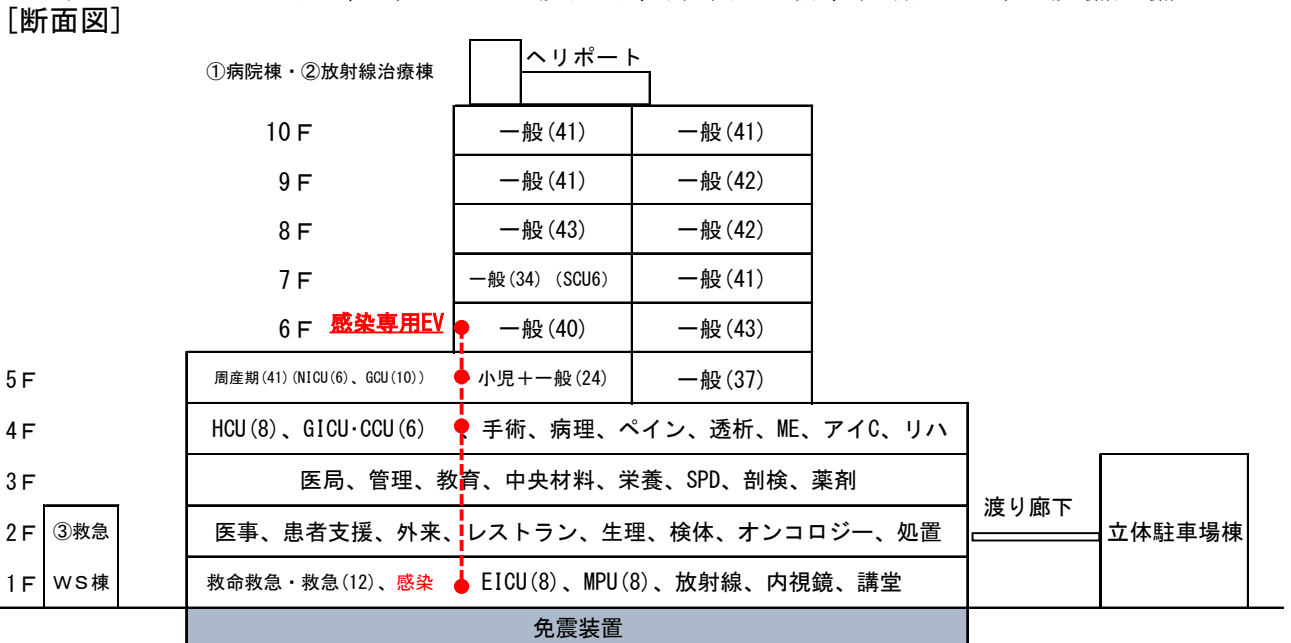 [断面図]
①病院棟・②放射線治療棟
ヘリポート
10F 一般(41) 一般(41)
9F 一般(41) 一般(42)
8F 一般(43) 一般(42)
7F 一般(34) (SCU6) 一般(41)
6F 感染専用EV 一般(40) 一般(43)
5F 周産期(41)(NICU(6)、GCU(10)) 小児+一般(24) 一般(37)
4F HCU(8)、GICU・CCU(6) 、手術、病理、ペイン、透析、ME、アイC、リハ
3F 医局、管理、教育、中央材料、栄養、SPD、剖検、薬剤
渡り廊下
2F ③救急 医事、患者支援、外来、レストラン、生理、検体、オンコロジー、処置 立体駐車場棟
1F WS棟 救命救急・救急(12)、感染 EICU(8)、MPU(8)、放射線、内視鏡、講堂
免震装置